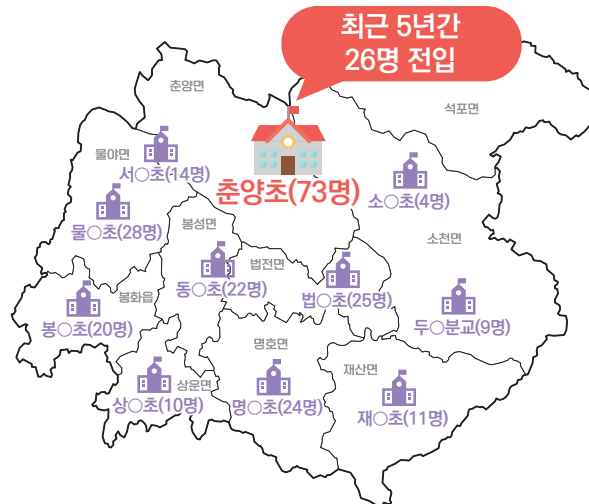 최근 5년간
26명 전입
춘양면
석포면
물야면
서○초(14명)
춘양초(73명)
소○초(4명)
물○초(28명)
봉성면
소천면
법전면
동○초(22명)
법○초(25명)
봉화읍
봉○초(20명)
두○분교(9명)
명호면
재산면
상운면
상○초(10명)
명○초(24명)
재○초(11명)